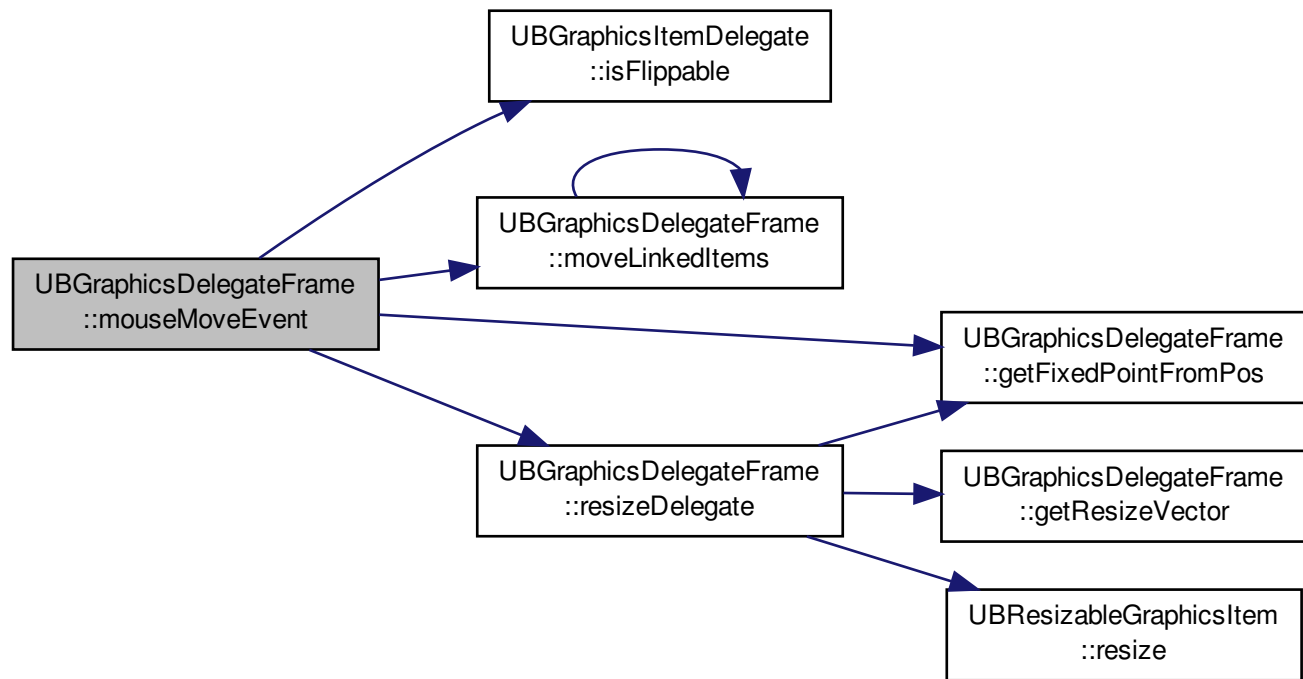 UBGraphicsItemDelegate
::isFlippable
UBGraphicsDelegateFrame
::moveLinkedItems
UBGraphicsDelegateFrame
::mouseMoveEvent
UBGraphicsDelegateFrame
::getFixedPointFromPos
UBGraphicsDelegateFrame
::resizeDelegate
UBGraphicsDelegateFrame
::getResizeVector
UBResizableGraphicsItem
::resize